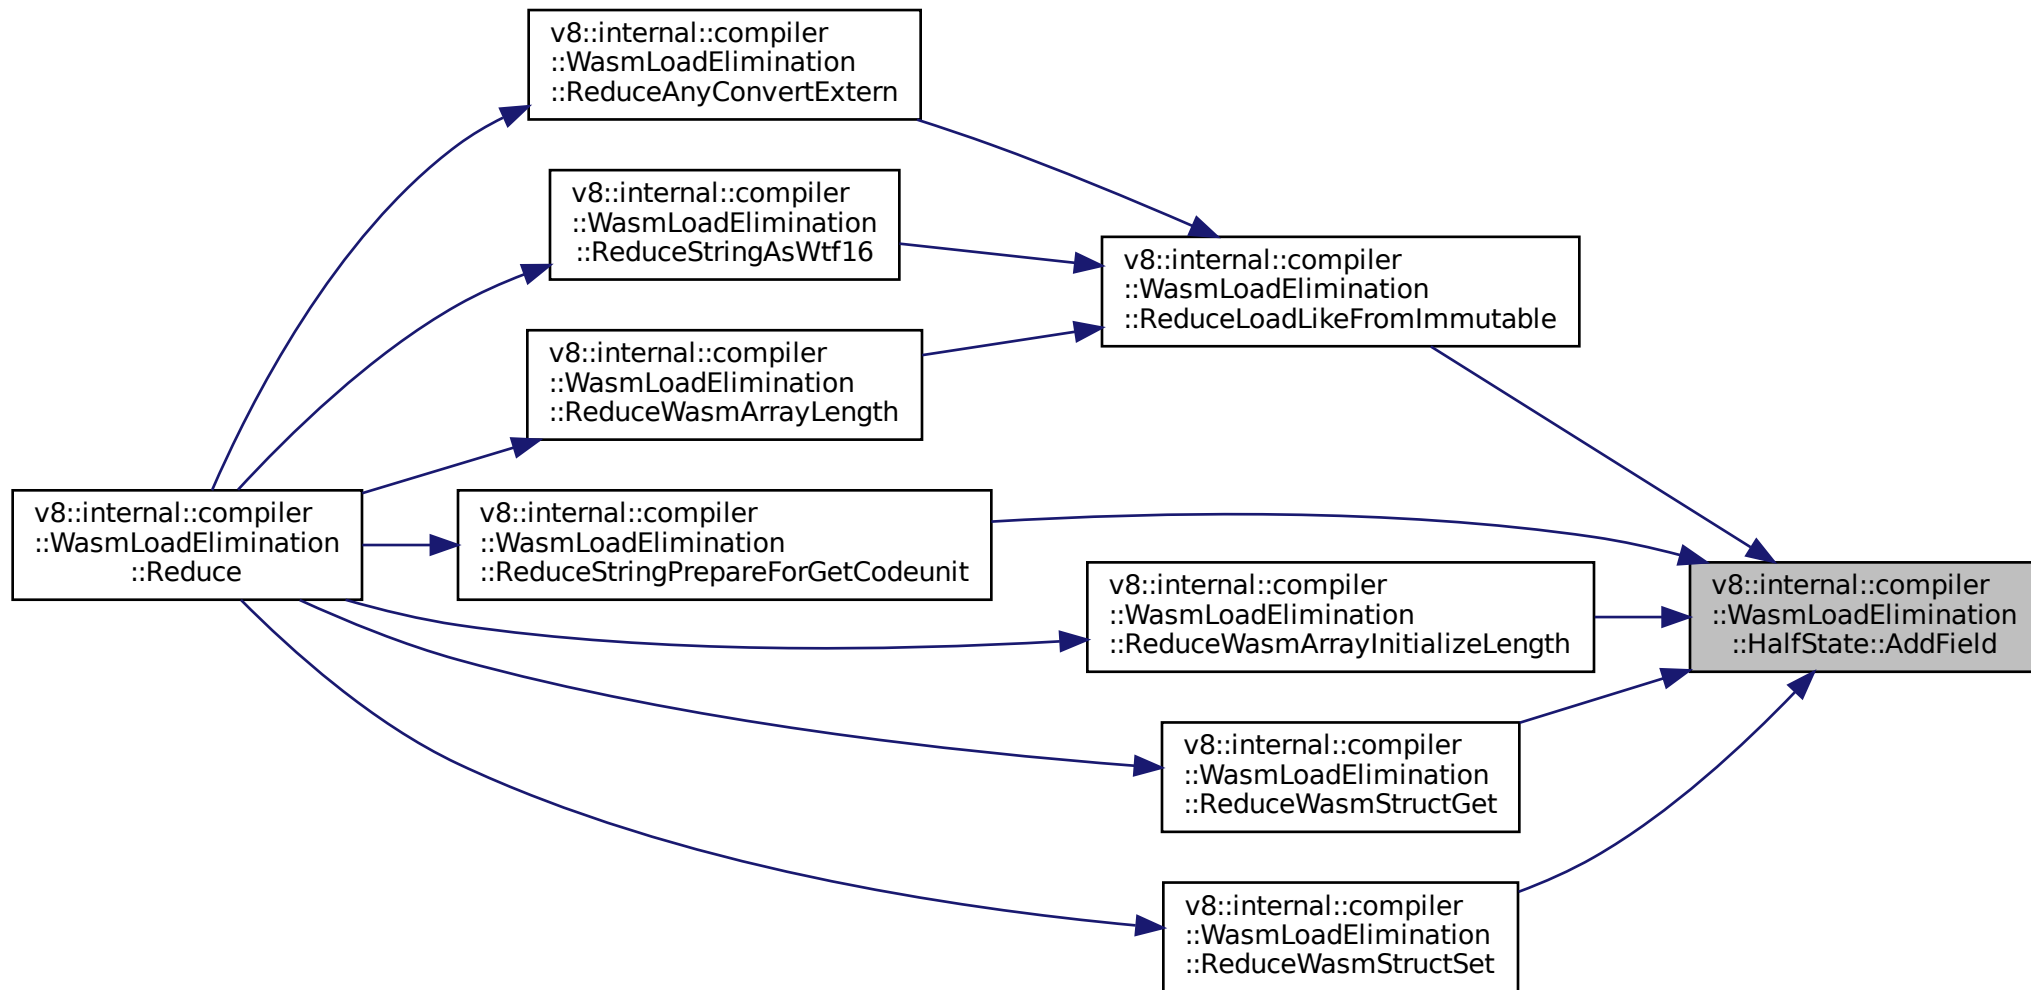 v8::internal::compiler
::WasmLoadElimination
::ReduceAnyConvertExtern
v8::internal::compiler
::WasmLoadElimination
::ReduceStringAsWtf16
v8::internal::compiler
::WasmLoadElimination
::ReduceLoadLikeFromImmutable
v8::internal::compiler
::WasmLoadElimination
::ReduceWasmArrayLength
v8::internal::compiler
::WasmLoadElimination
::Reduce
v8::internal::compiler
::WasmLoadElimination
::ReduceStringPrepareForGetCodeunit
v8::internal::compiler
::WasmLoadElimination
::ReduceWasmArrayInitializeLength
v8::internal::compiler
::WasmLoadElimination
::HalfState::AddField
v8::internal::compiler
::WasmLoadElimination
::ReduceWasmStructGet
v8::internal::compiler
::WasmLoadElimination
::ReduceWasmStructSet